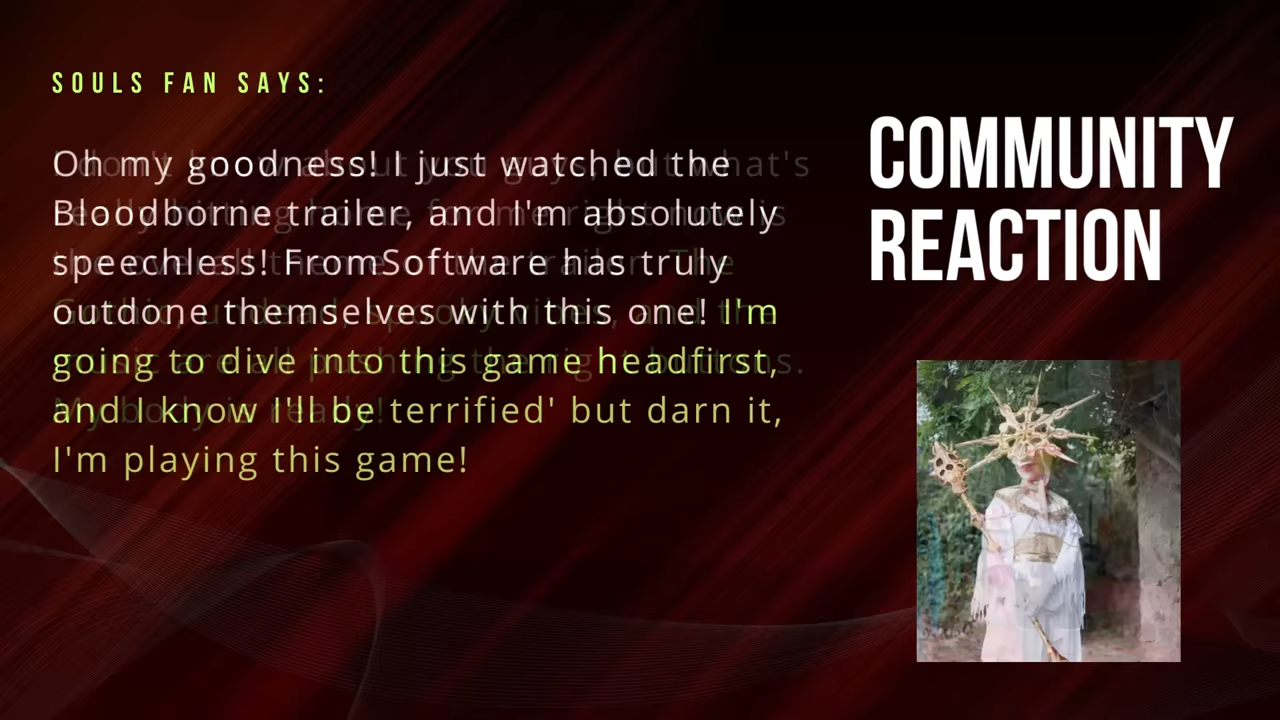 SOULS FAN SAYS:
Oh my goodness! I just watched the
Bloodborne trailer, and I'm absolutely
speechless! FromSoftware has truly
outdone themselves with this one! I'm
going to dive into this game headfirst,
and I know I'll be terrified' but darn it,
I'm playing this game!
COMMUNITY
REACTION